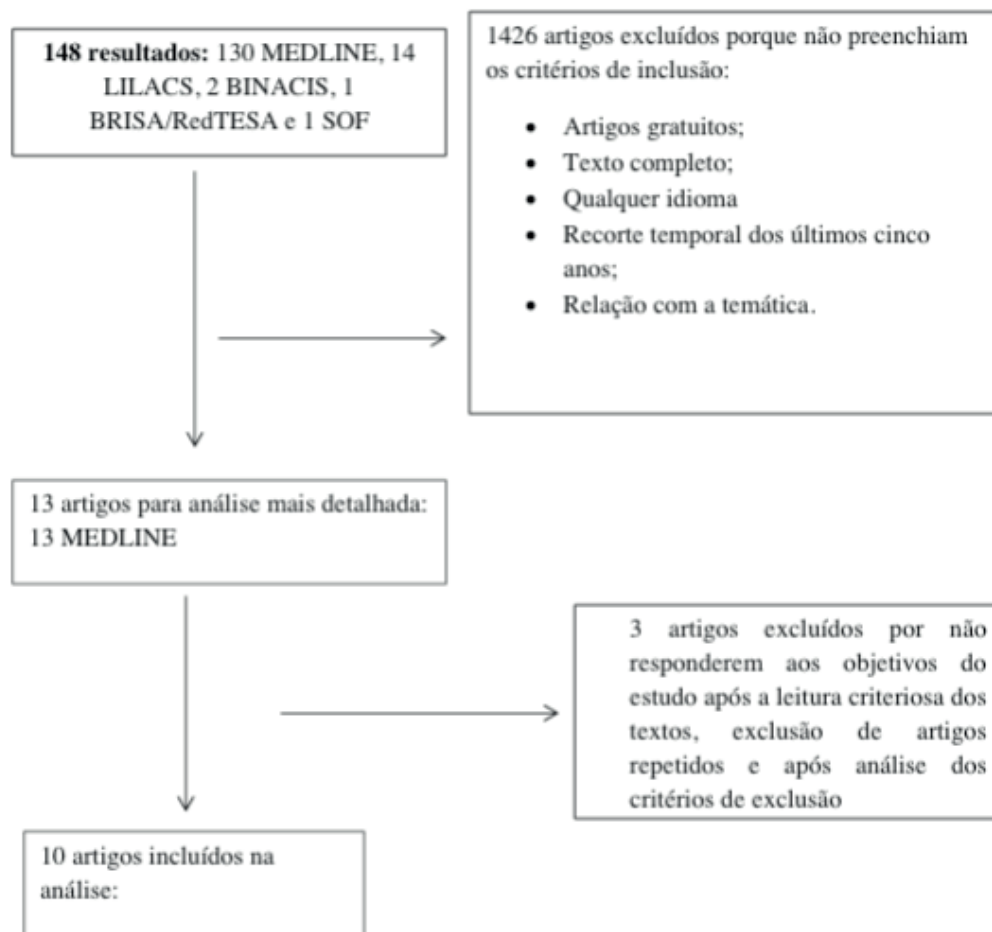 148 resultados: 130 MEDLINE, 14
LILACS, 2 BINACIS, 1
BRISA/RedTESA e 1 SOF
1426 artigos excluídos porque não preenchiam
os critérios de inclusão:
• Artigos gratuitos;
• Texto completo;
• Qualquer idioma
• Recorte temporal dos últimos cinco
anos;
• Relação com a temática.
13 artigos para análise mais detalhada:
13 MEDLINE
3 artigos excluídos por não
responderem aos objetivos do
estudo após a leitura criteriosa dos
textos, exclusão de artigos
repetidos e após análise dos
critérios de exclusão
10 artigos incluídos na
análise: